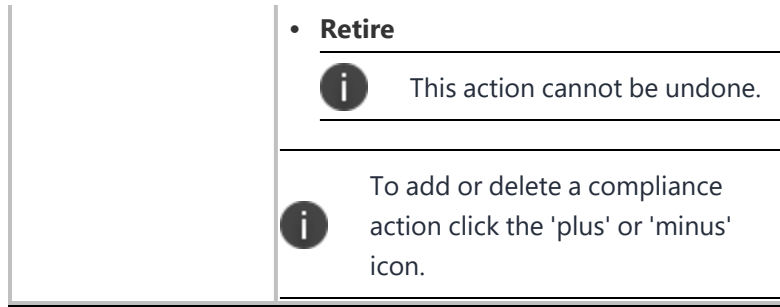 • Retire
i This action cannot be undone.
To add or delete a compliance
i action click the 'plus' or 'minus'
icon.